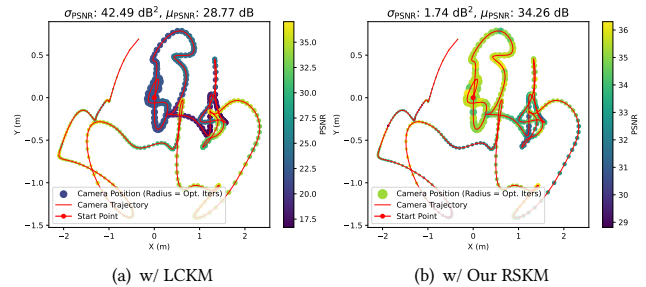 σPSNR: 42.49 dB², μPSNR: 28.77 dB
Y (m)
0.5
0.0
−0.5
−1.0
−1.5
−2
−1
0
1
2
X (m)
Camera Position (Radius = Opt. Iters)
Camera Trajectory
Start Point
35.0
32.5
30.0
27.5
25.0
22.5
20.0
17.5
PSNR
(a) w/ LCKM
σPSNR: 1.74 dB², μPSNR: 34.26 dB
Y (m)
0.5
0.0
−0.5
−1.0
−1.5
−2
−1
0
1
2
X (m)
Camera Position (Radius = Opt. Iters)
Camera Trajectory
Start Point
36
35
34
33
32
31
30
29
PSNR
(b) w/ Our RSKM